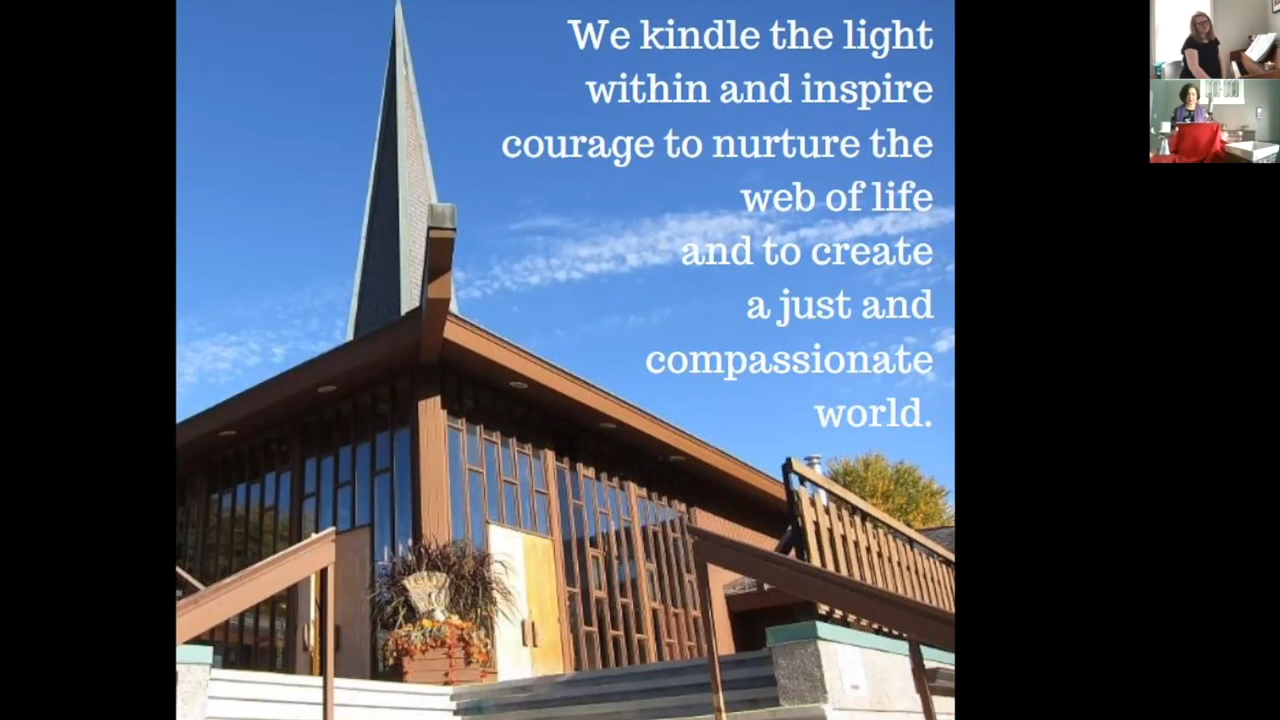 We kindle the light
within and inspire
courage to nurture the
web of life
and to create
a just and
compassionate
world.